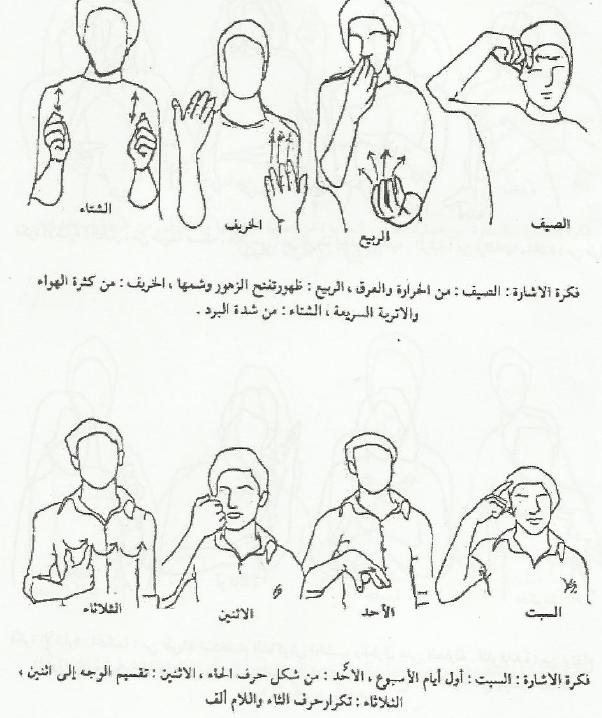 الصيف
الربيع
الخريف
الشتاء
فكرة الاشارة : الصيف : من الحرارة والعرق ، الربيع : ظهور تفتح الزهور وشمها ، الخريف : من كثرة الهواء
والاتربة السريعة ، الشتاء : من شدة البرد .
السبت
الأحد
الاثنين
الثلاثاء
فكرة الاشارة : السبت : أول أيام الأسبوع ، الاحد : من شكل حرف الحاء ، الاثنين : تقسيم الوجه إلى اثنين ،
الثلاثاء : تكرار حرف الثاء واللام ألف